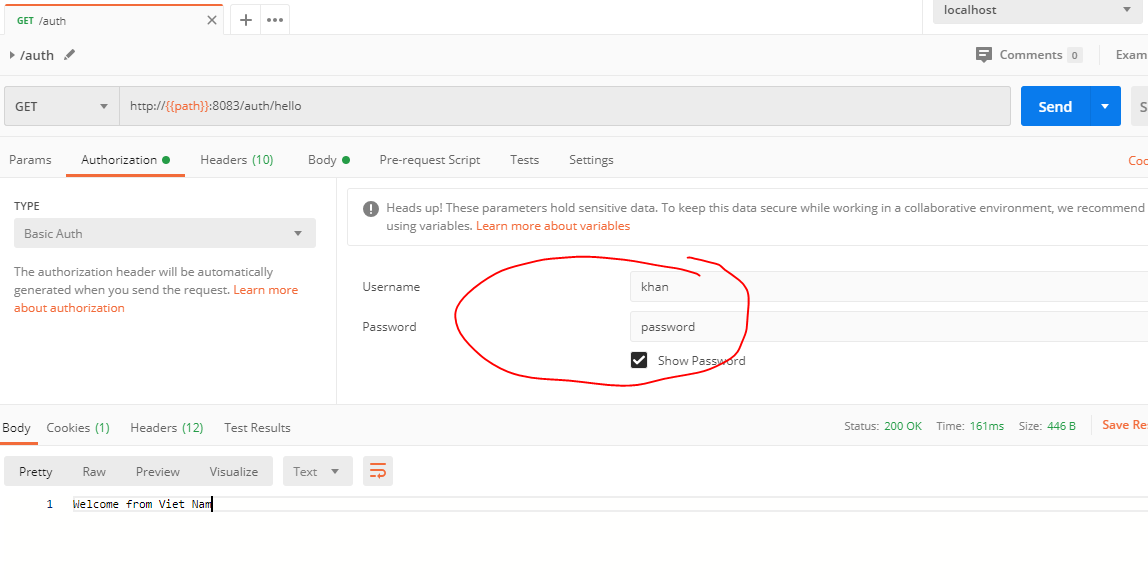 GET /auth
localhost
/auth
Comments 0
Exam
GET
http://{{path}}:8083/auth/hello
Send
S
Params
Authorization
Headers (10)
Body
Pre-request Script
Tests
Settings
Coo
TYPE
Basic Auth
The authorization header will be automatically
generated when you send the request. Learn more
about authorization
Heads up! These parameters hold sensitive data. To keep this data secure while working in a collaborative environment, we recommend
using variables. Learn more about variables
Username
khan
Password
password
Show Password
Body
Cookies (1)
Headers (12)
Test Results
Status: 200 OK
Time: 161ms
Size: 446 B
Save Re
Pretty
Raw
Preview
Visualize
Text
1 Welcome from Viet Nam